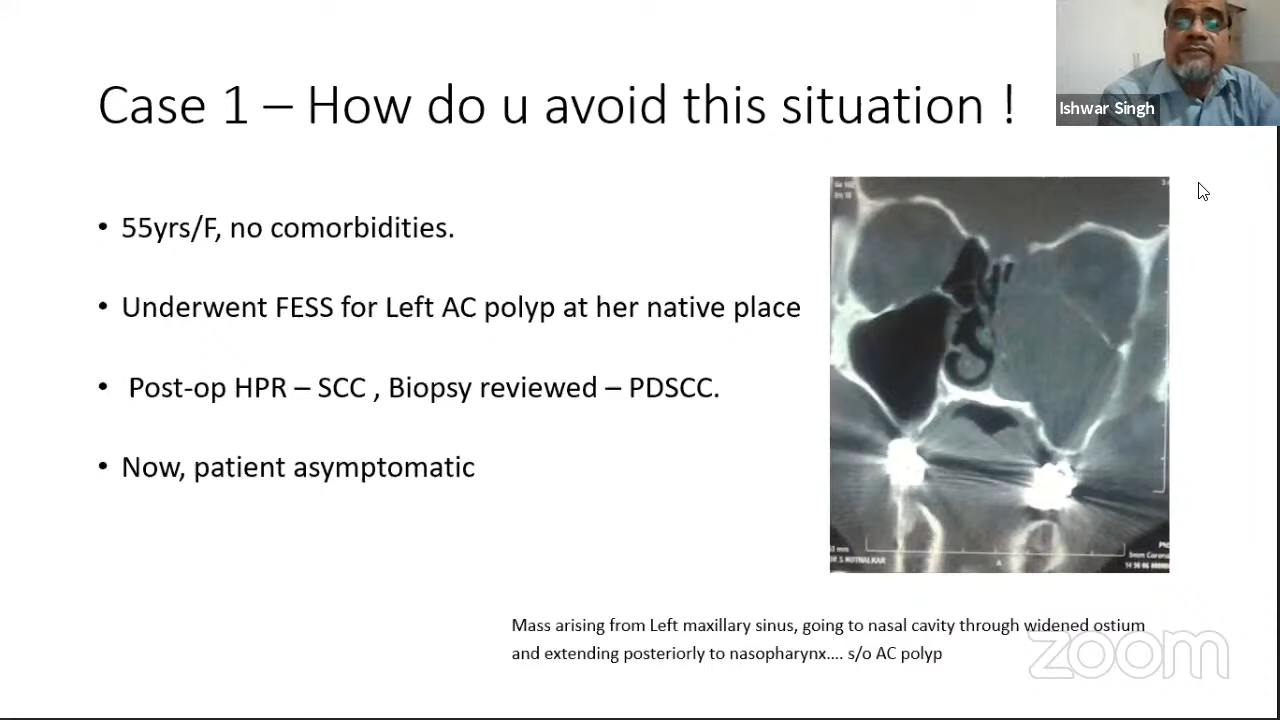 Case 1 – How do u avoid this situation !
Ishwar Singh
• 55yrs/F, no comorbidities.
• Underwent FESS for Left AC polyp at her native place
• Post-op HPR – SCC , Biopsy reviewed – PDSCC.
• Now, patient asymptomatic
A
Mass arising from Left maxillary sinus, going to nasal cavity through widened ostium
and extending posteriorly to nasopharynx.... s/o AC polyp
zoom